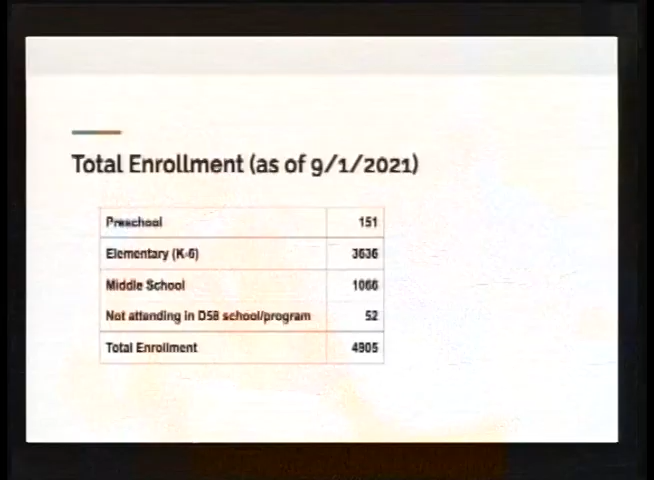 Total Enrollment (as of 9/1/2021)
Preschool 151
Elementary (K-6) 3636
Middle School 1066
Not attending in D58 school/program 52
Total Enrollment 4905